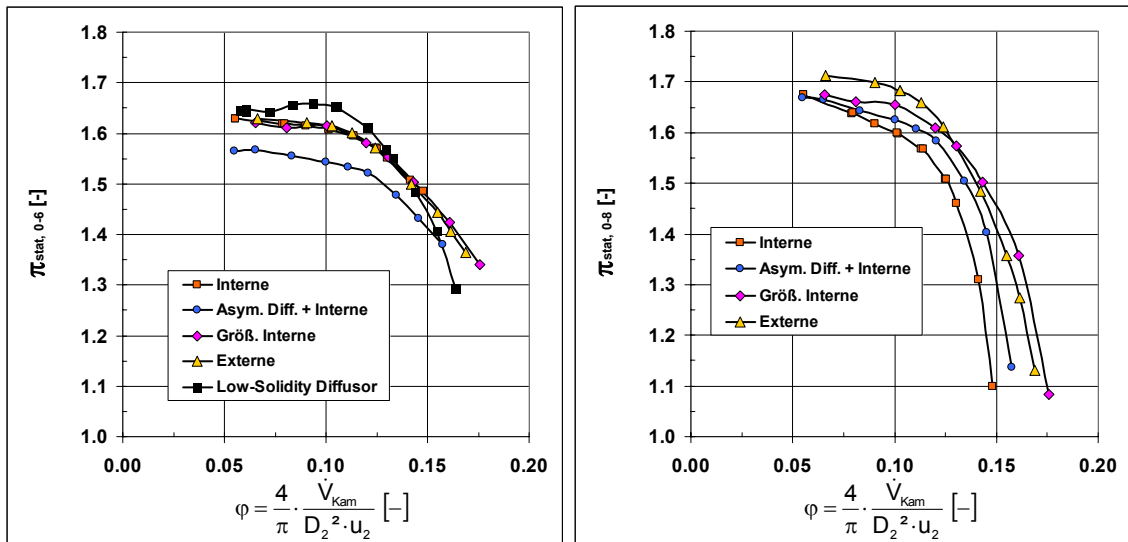 1.8
1.7
1.6
1.5
1.4
1.3
1.2
1.1
1.0
π stat, 0-6 [-]
Interne
Asym. Diff. + Interne
Größ. Interne
Externe
Low-Solidity Diffusor
0.00 0.05 0.10 0.15 0.20
φ = 4/π · V̇_Kam / D₂² · u₂ [−]
1.8
1.7
1.6
1.5
1.4
1.3
1.2
1.1
1.0
π stat, 0-8 [-]
Interne
Asym. Diff. + Interne
Größ. Interne
Externe
0.00 0.05 0.10 0.15 0.20
φ = 4/π · V̇_Kam / D₂² · u₂ [−]